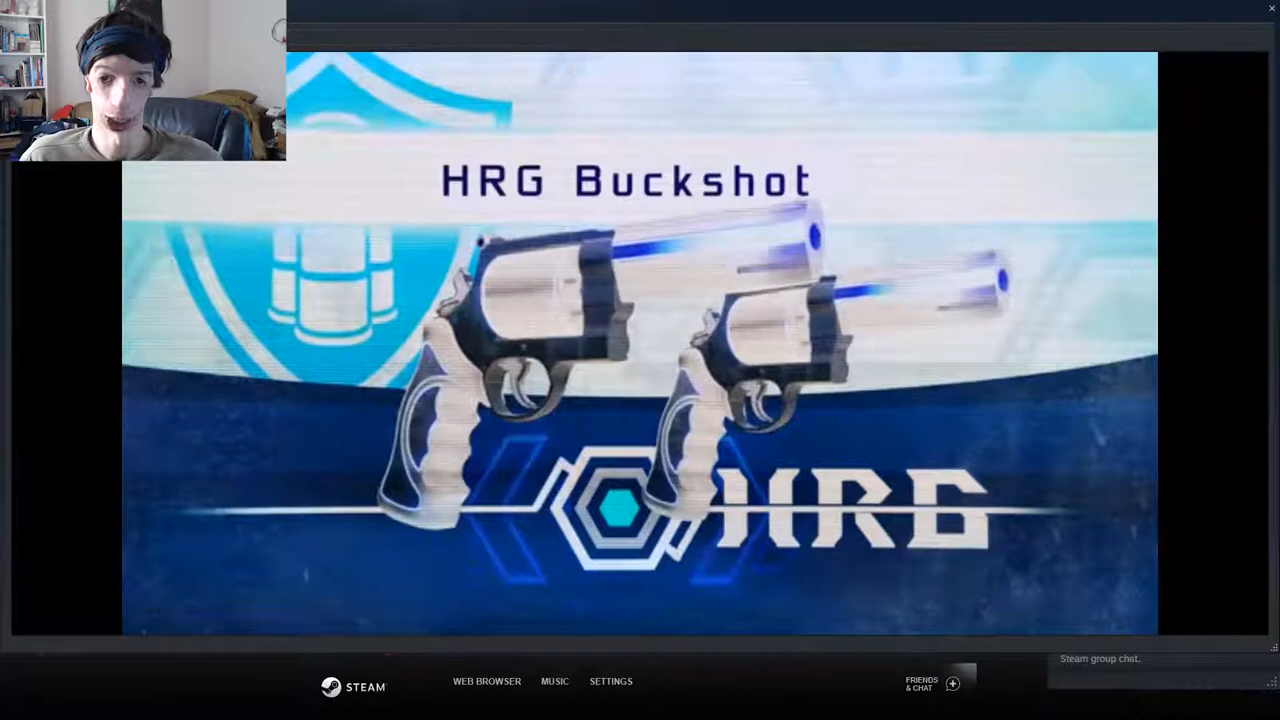 HRG Buckshot
HRG
Steam group chat.
STEAM
WEB BROWSER
MUSIC
SETTINGS
FRIENDS
& CHAT